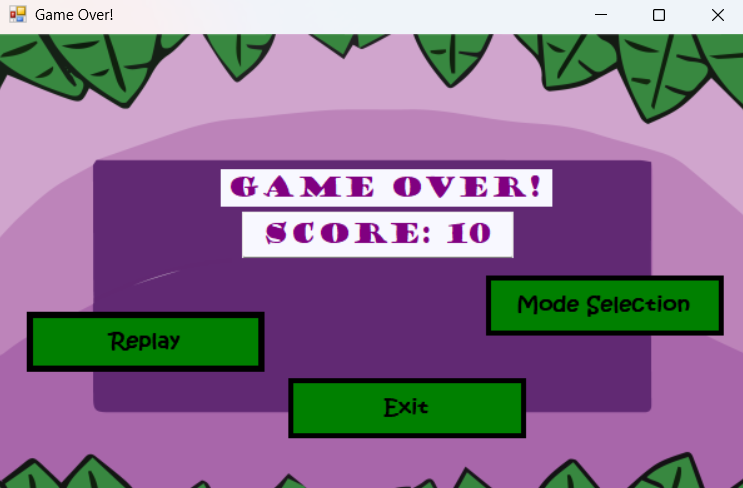 Game Over!
GAME OVER!
SCORE: 10
Mode Selection
Replay
Exit